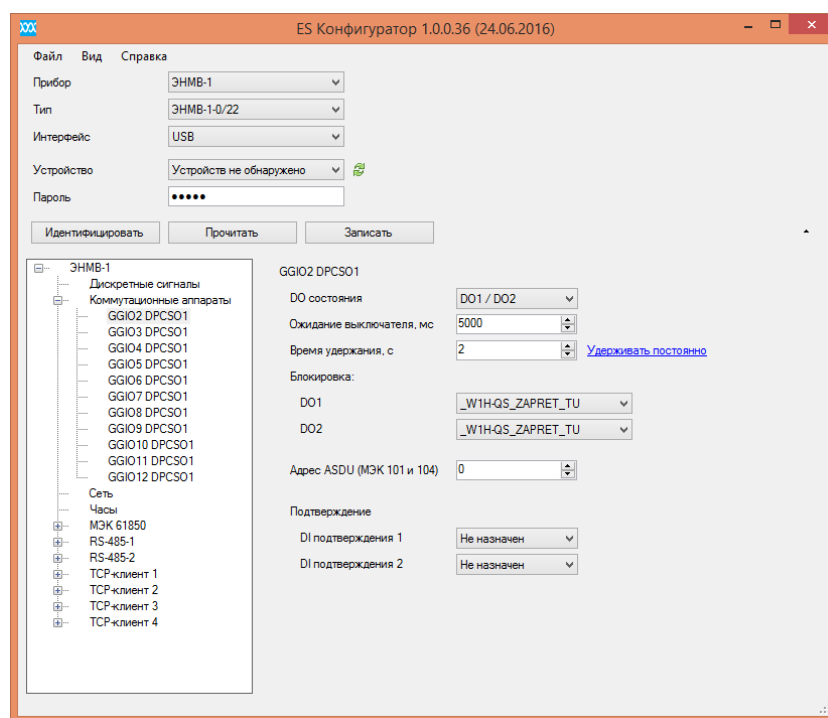 ES Конфигуратор 1.0.0.36 (24.06.2016)
Файл Вид Справка
Прибор ЭНМВ-1
Тип ЭНМВ-1-0/22
Интерфейс USB
Устройство Устройств не обнаружено
Пароль •••••
Идентифицировать Прочитать Записать
ЭНМВ-1
Дискретные сигналы
Коммутационные аппараты
GGIO2 DPCSO1
GGIO3 DPCSO1
GGIO4 DPCSO1
GGIO5 DPCSO1
GGIO6 DPCSO1
GGIO7 DPCSO1
GGIO8 DPCSO1
GGIO9 DPCSO1
GGIO10 DPCSO1
GGIO11 DPCSO1
GGIO12 DPCSO1
Сеть
Часы
МЭК 61850
RS-485-1
RS-485-2
TCP-клиент 1
TCP-клиент 2
TCP-клиент 3
TCP-клиент 4
GGIO2 DPCSO1
DO состояния DO1 / DO2
Ожидание выключателя, мс 5000
Время удержания, с 2 Удерживать постоянно
Блокировка:
DO1 _W1H-QS_ZAPRET_TU
DO2 _W1H-QS_ZAPRET_TU
Адрес ASDU (МЭК 101 и 104) 0
Подтверждение
DI подтверждения 1 Не назначен
DI подтверждения 2 Не назначен